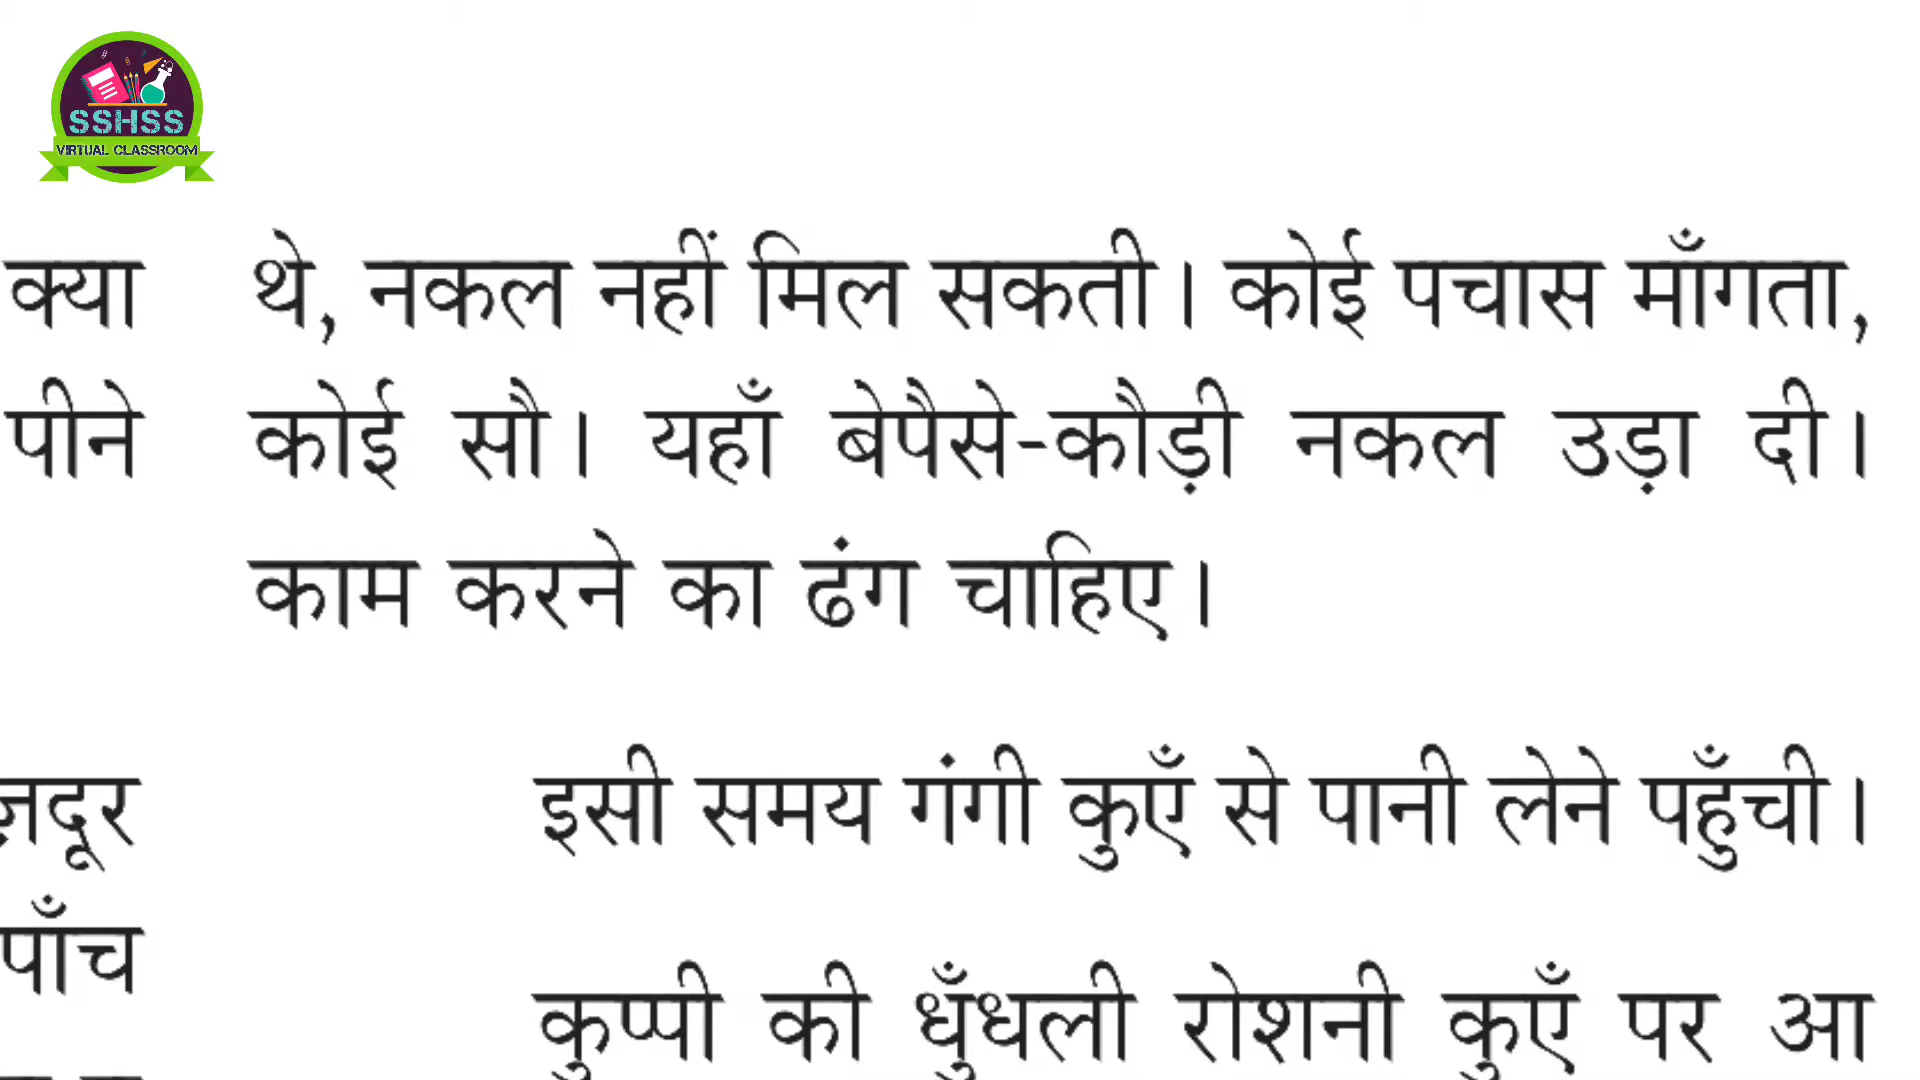 SSHSS
VIRTUAL CLASSROOM
क्या
पीने
ज़दूर
पाँच
थे, नकल नहीं मिल सकती। कोई पचास माँगता,
कोई सौ। यहाँ बेपैसे-कौड़ी नकल उड़ा दी।
काम करने का ढंग चाहिए।
इसी समय गंगी कुएँ से पानी लेने पहुँची।
कुप्पी की धुँधली रोशनी कुएँ पर आ